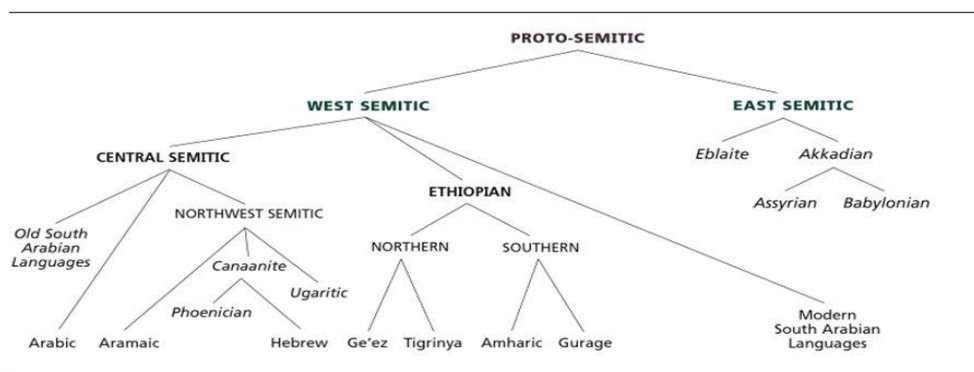 PROTO-SEMITIC
WEST SEMITIC
EAST SEMITIC
CENTRAL SEMITIC
Eblaite
Akkadian
ETHIOPIAN
Assyrian
Babylonian
NORTHWEST SEMITIC
Old South
Arabian
Languages
NORTHERN
SOUTHERN
Canaanite
Ugaritic
Phoenician
Modern
South Arabian
Languages
Arabic
Aramaic
Hebrew
Ge'ez
Tigrinya
Amharic
Gurage